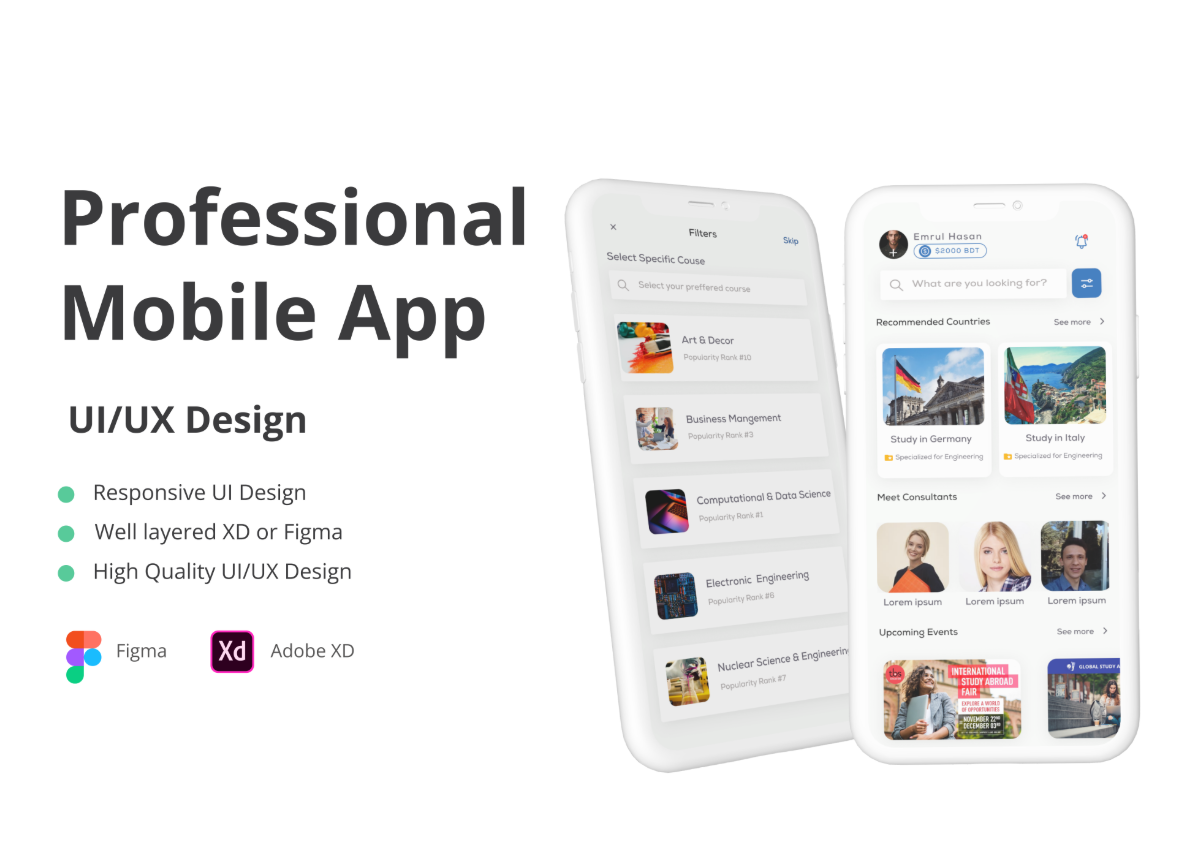 Professional
Mobile App
UI/UX Design
Responsive UI Design
Well layered XD or Figma
High Quality UI/UX Design
Figma
Xd
Adobe XD
Filters
Skip
Select Specific Couse
Select your preffered course
Art & Decor
Popularity Rank #10
Business Mangement
Popularity Rank #3
Computational & Data Science
Popularity Rank #1
Electronic Engineering
Popularity Rank #6
Nuclear Science & Engineerin
Popularity Rank #7
Emrul Hasan
$2000 BDT
What are you looking for?
Recommended Countries
See more
Study in Germany
Specialized for Engineering
Study in Italy
Specialized for Engineering
Meet Consultants
See more
Lorem ipsum
Lorem ipsum
Lorem ipsum
Upcoming Events
See more
INTERNATIONAL
STUDY ABROAD
FAIR
EXPLORE A WORLD
OF OPPORTUNITIES
NOVEMBER 22ND
DECEMBER 03RD
GLOBAL STUDY A